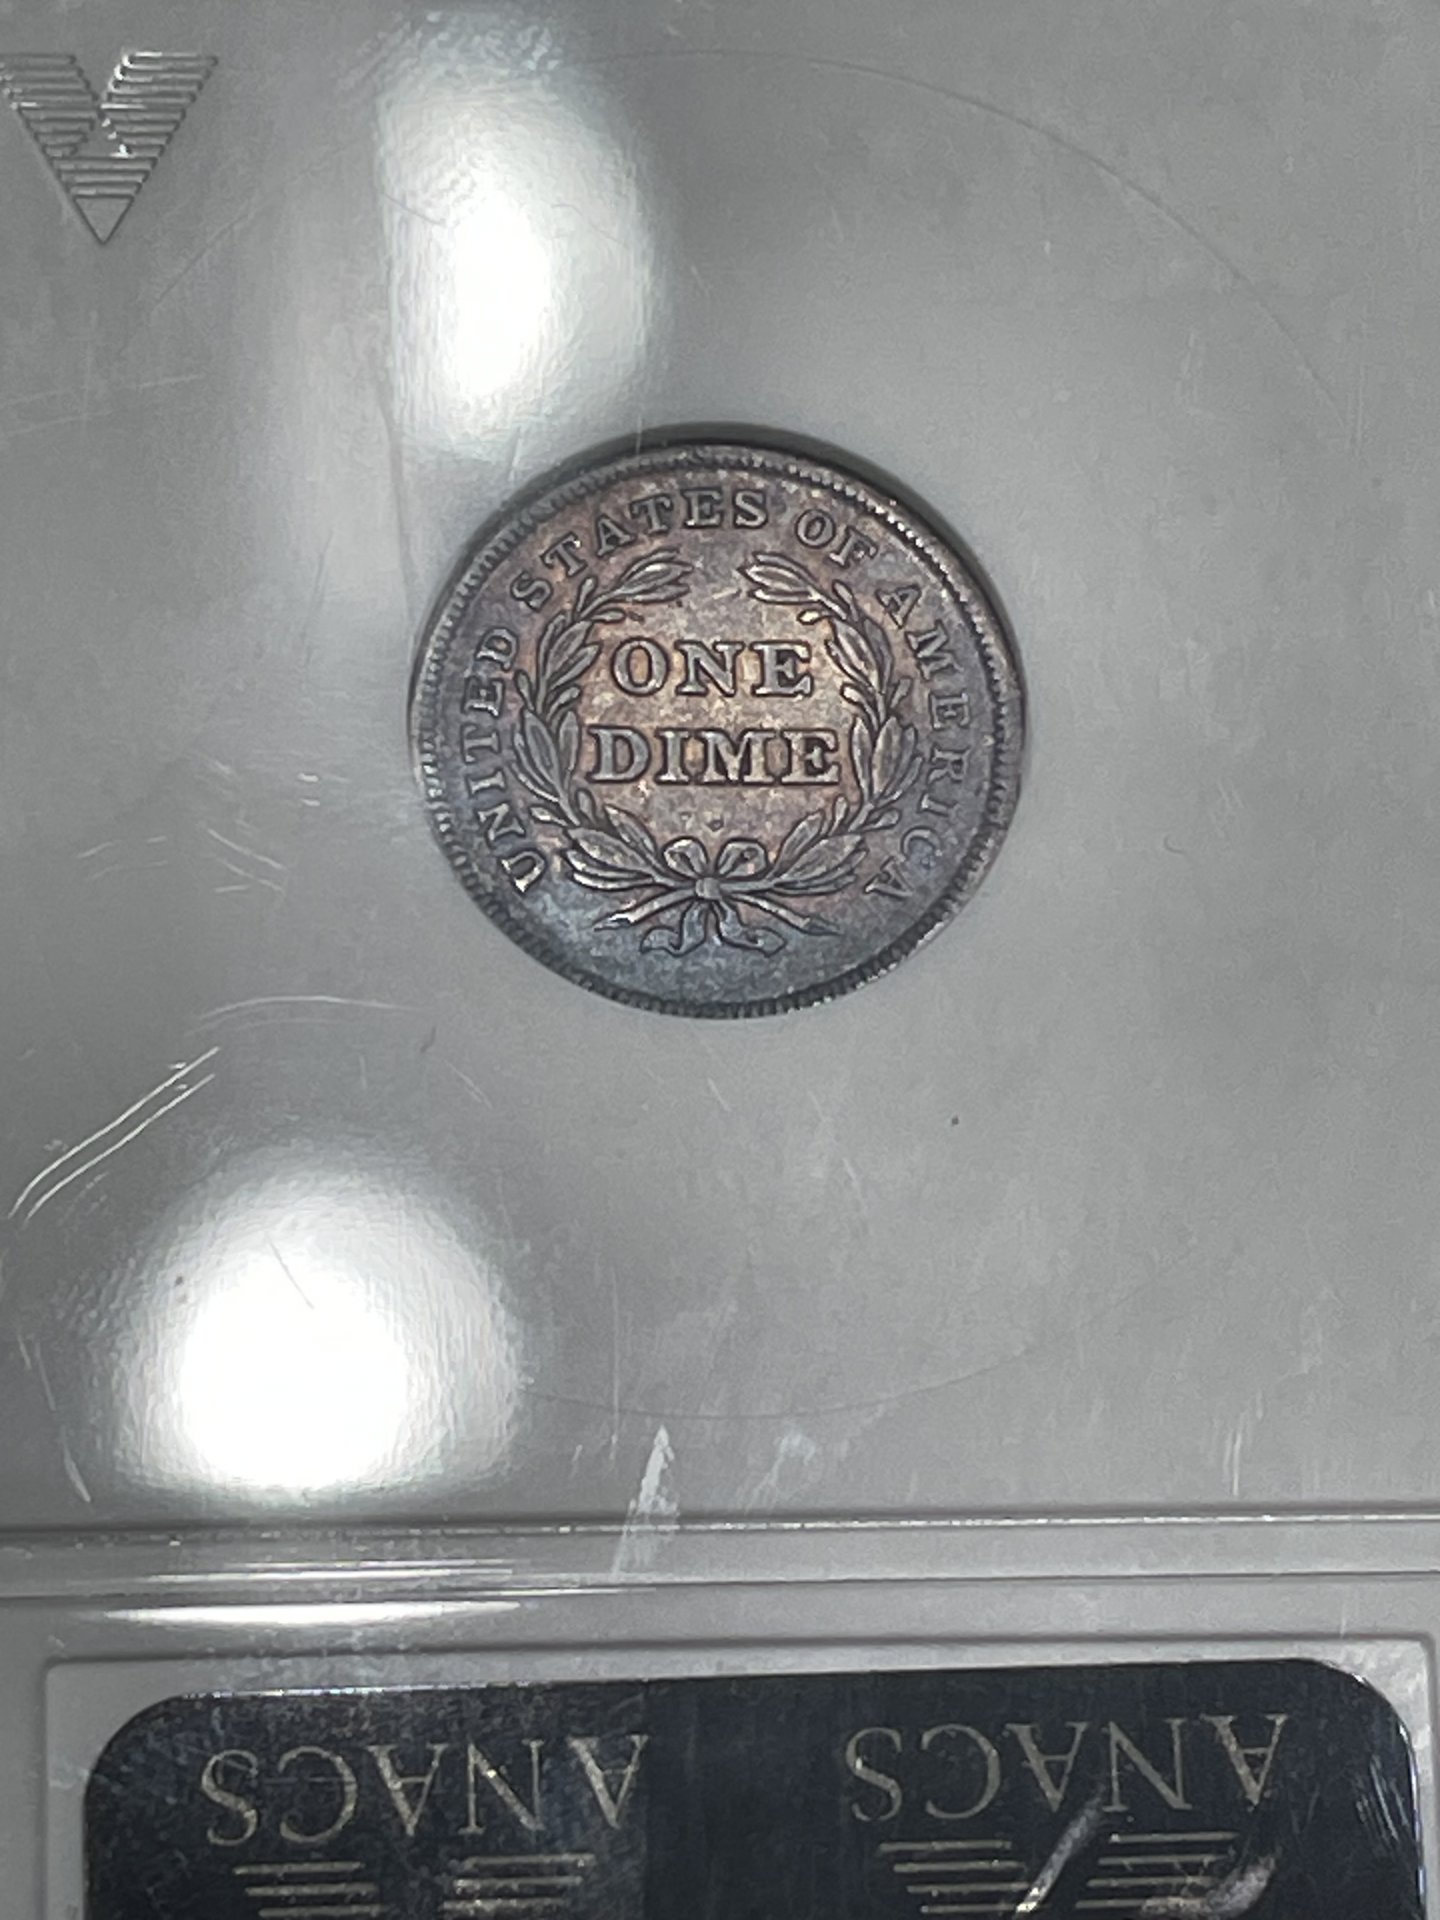 UNITED STATES OF AMERICA
ONE
DIME
ANACS ANACS